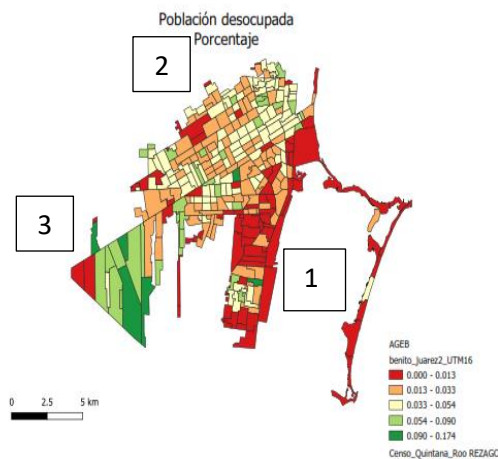 Población desocupada
Porcentaje
2
3
1
AGEB
benito_juarez2_UTM16
0.000 - 0.013
0.013 - 0.033
0.033 - 0.054
0.054 - 0.090
0.090 - 0.174
Censo_Quintana_Roo REZAGO
0 2.5 5 km